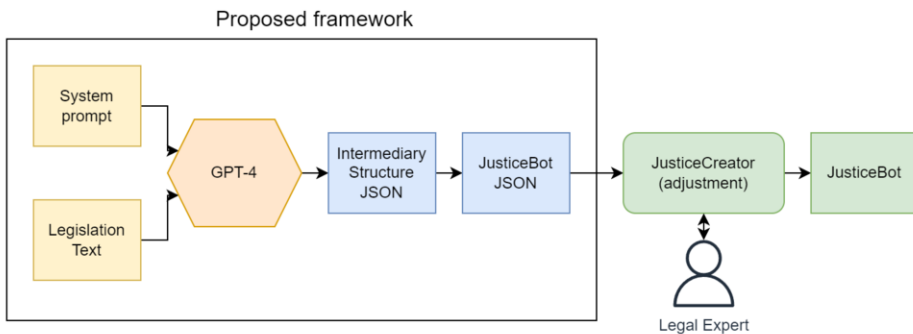 Proposed framework
System
prompt
Legislation
Text
GPT-4
Intermediary
Structure
JSON
JusticeBot
JSON
JusticeCreator
(adjustment)
JusticeBot
Legal Expert